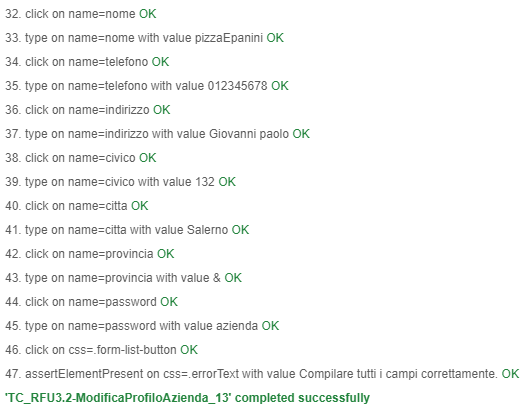 32. click on name=nome OK
33. type on name=nome with value pizzaEpanini OK
34. click on name=telefono OK
35. type on name=telefono with value 012345678 OK
36. click on name=indirizzo OK
37. type on name=indirizzo with value Giovanni paolo OK
38. click on name=civico OK
39. type on name=civico with value 132 OK
40. click on name=citta OK
41. type on name=citta with value Salerno OK
42. click on name=provincia OK
43. type on name=provincia with value & OK
44. click on name=password OK
45. type on name=password with value azienda OK
46. click on css=.form-list-button OK
47. assertElementPresent on css=.errorText with value Compilare tutti i campi correttamente. OK
'TC_RFU3.2-ModificaProfiloAzienda_13' completed successfully